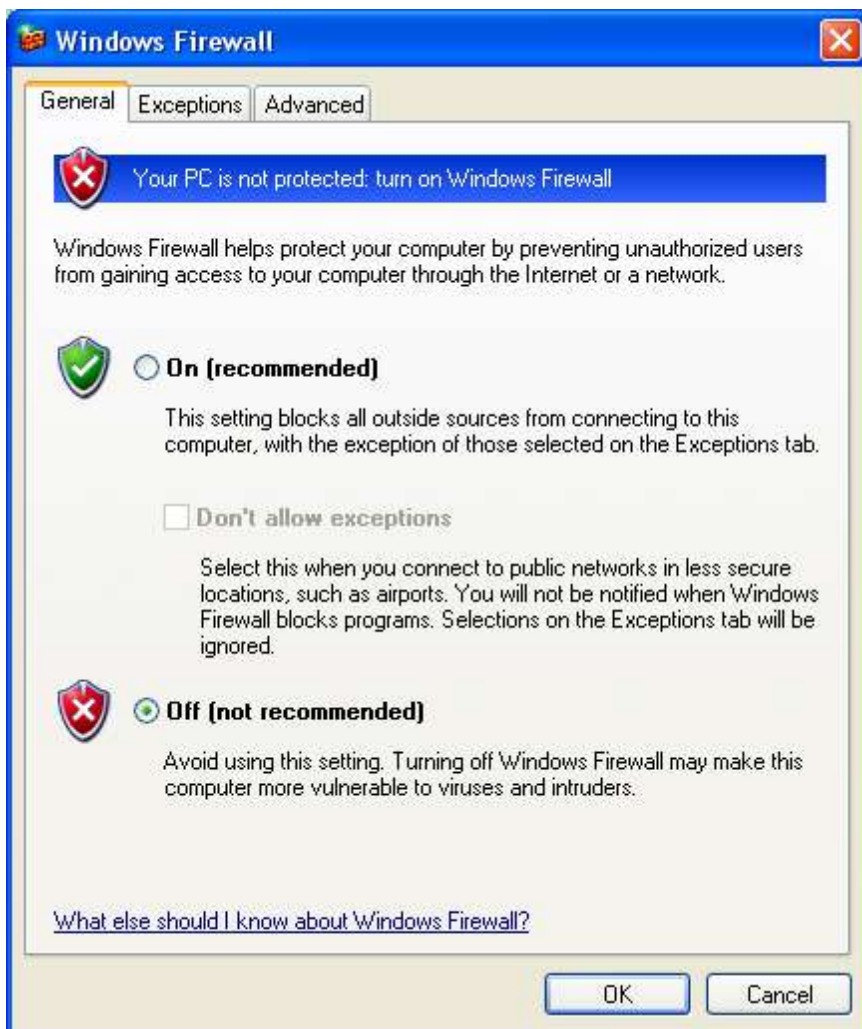 Windows Firewall
General Exceptions Advanced
Your PC is not protected: turn on Windows Firewall
Windows Firewall helps protect your computer by preventing unauthorized users
from gaining access to your computer through the Internet or a network.
On (recommended)
This setting blocks all outside sources from connecting to this
computer, with the exception of those selected on the Exceptions tab.
Don't allow exceptions
Select this when you connect to public networks in less secure
locations, such as airports. You will not be notified when Windows
Firewall blocks programs. Selections on the Exceptions tab will be
ignored.
Off (not recommended)
Avoid using this setting. Turning off Windows Firewall may make this
computer more vulnerable to viruses and intruders.
What else should I know about Windows Firewall?
OK Cancel